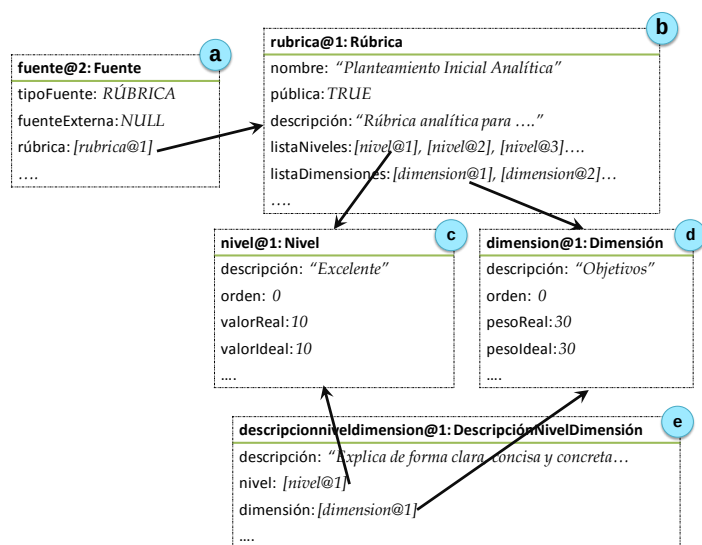 a
fuente@2: Fuente
tipoFuente: RÚBRICA
fuenteExterna: NULL
rúbrica: [rubrica@1]
....
b
rubrica@1: Rúbrica
nombre: “Planteamiento Inicial Analítica”
pública: TRUE
descripción: “Rúbrica analítica para ….”
listaNiveles: [nivel@1], [nivel@2], [nivel@3]….
listaDimensiones: [dimension@1], [dimension@2]…
….
c
nivel@1: Nivel
descripción: “Excelente”
orden: 0
valorReal: 10
valorIdeal: 10
….
d
dimension@1: Dimensión
descripción: “Objetivos”
orden: 0
pesoReal: 30
pesoIdeal: 30
….
e
descripcionniveldimension@1: DescripciónNivelDimensión
descripción: “Explica de forma clara, concisa y concreta…
nivel: [nivel@1]
dimensión: [dimension@1]
….